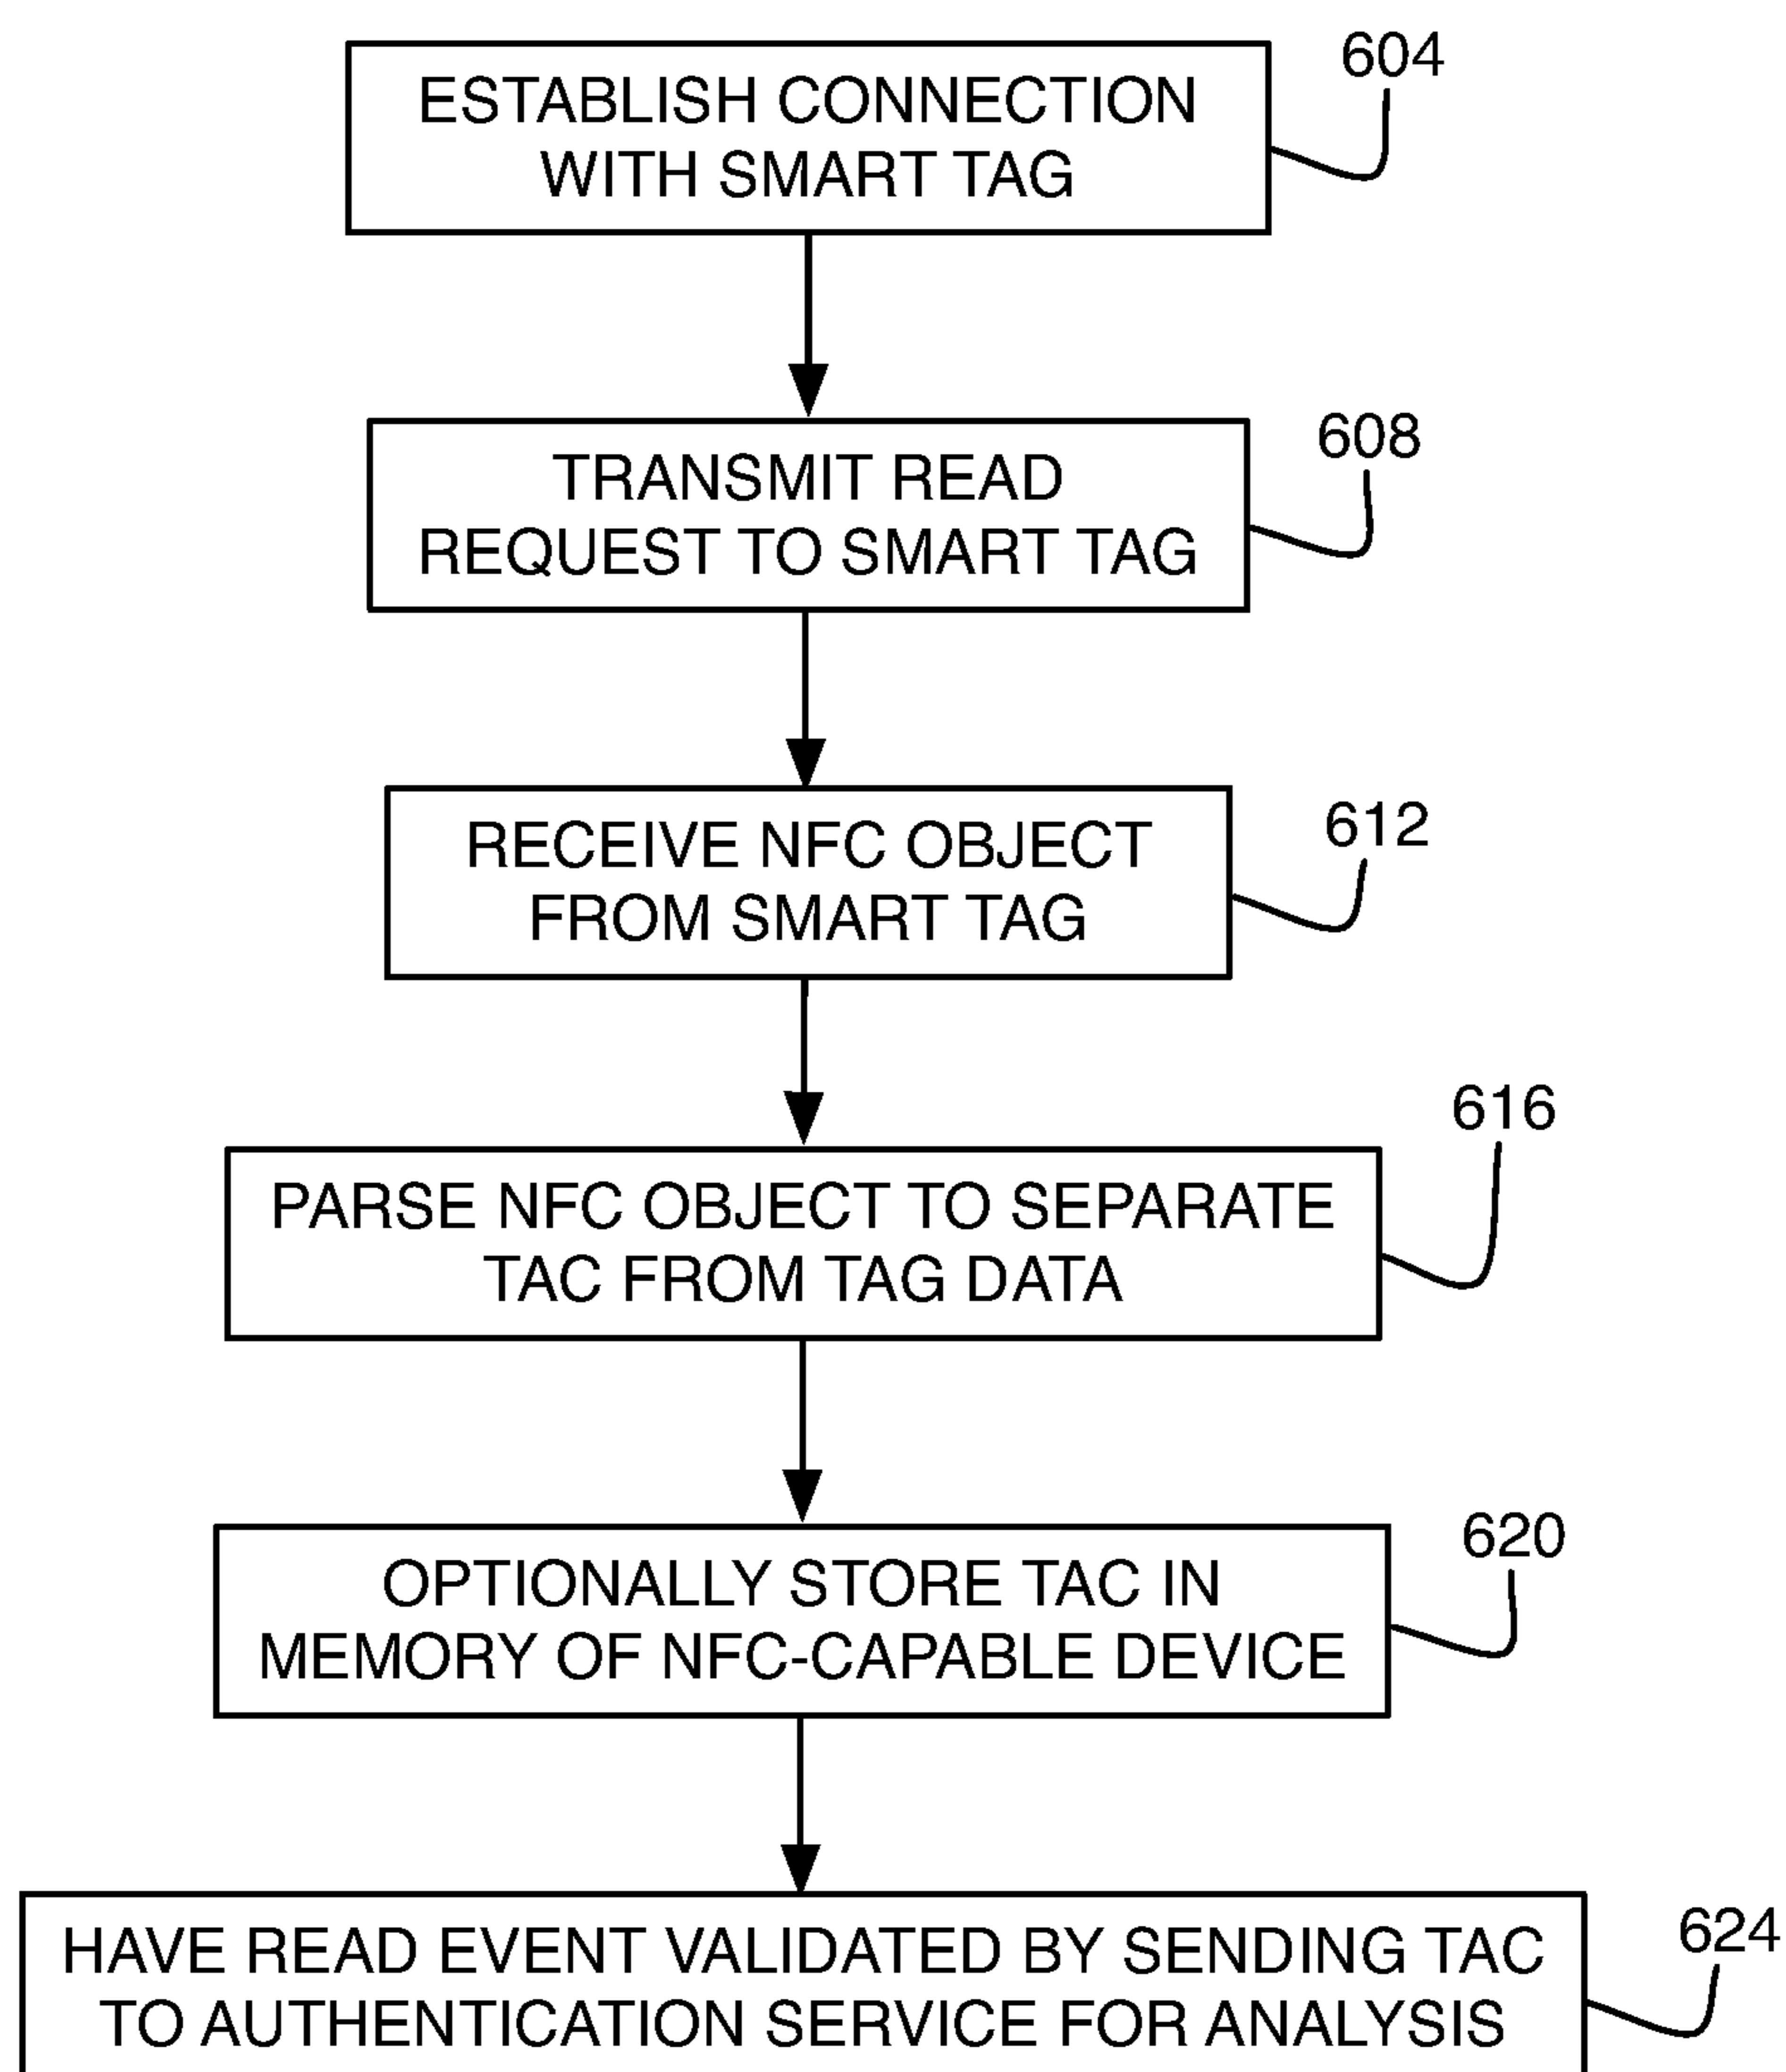 604
ESTABLISH CONNECTION
WITH SMART TAG
608
TRANSMIT READ
REQUEST TO SMART TAG
612
RECEIVE NFC OBJECT
FROM SMART TAG
616
PARSE NFC OBJECT TO SEPARATE
TAC FROM TAG DATA
620
OPTIONALLY STORE TAC IN
MEMORY OF NFC-CAPABLE DEVICE
624
HAVE READ EVENT VALIDATED BY SENDING TAC
TO AUTHENTICATION SERVICE FOR ANALYSIS